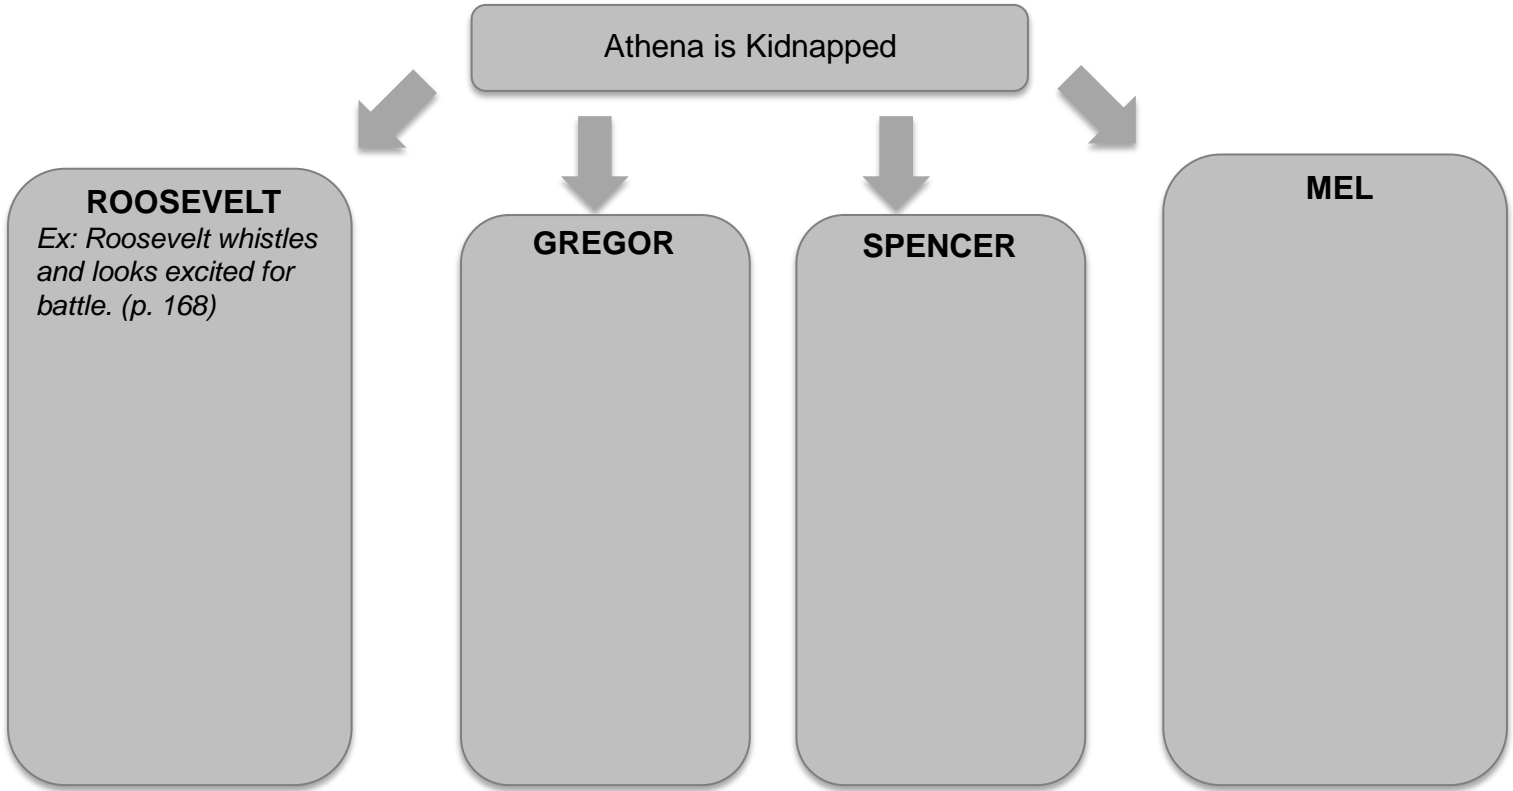 Athena is Kidnapped
ROOSEVELT
Ex: Roosevelt whistles
and looks excited for
battle. (p. 168)
GREGOR
SPENCER
MEL